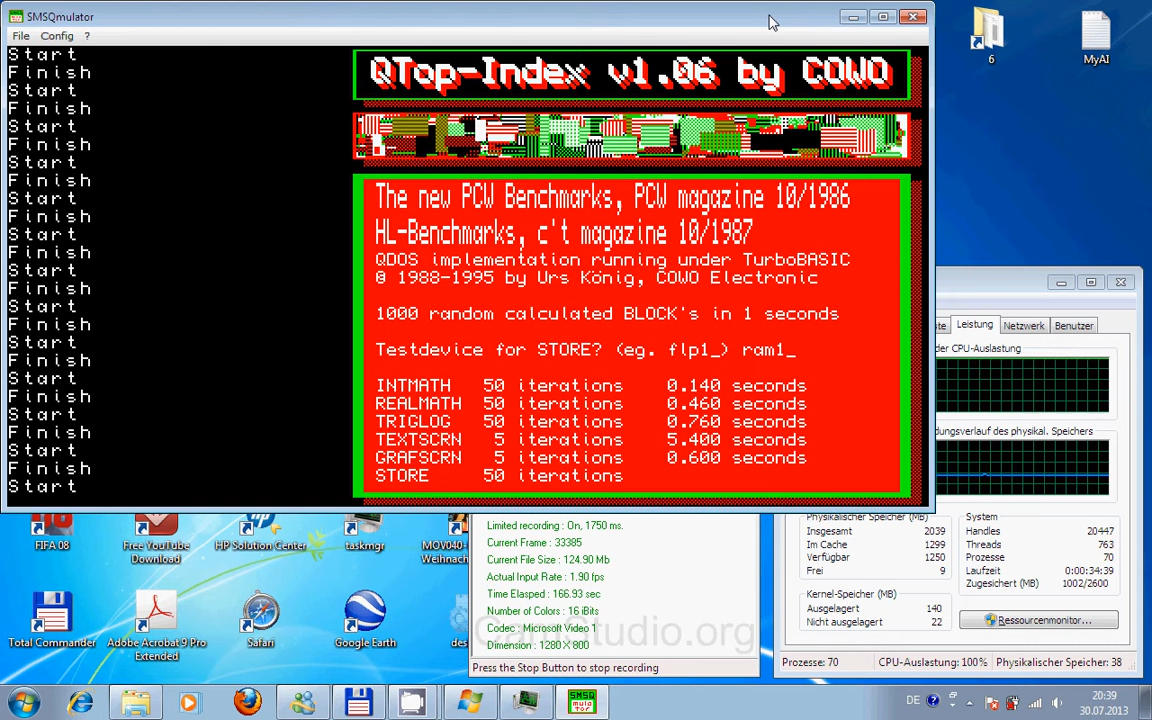 SMSQmulator
File Config ?
Start
Finish
Start
Finish
Start
Finish
Start
Finish
Start
Finish
Start
Finish
Start
Finish
Start
Finish
Start
Finish
Start
Finish
Start
Finish
Start
Finish
Start
QTop-Index v1.06 by COWO
The new PCW Benchmarks, PCW magazine 10/1986
HL-Benchmarks, c't magazine 10/1987
QDOS implementation running under TurboBASIC
@ 1988-1995 by Urs König, COWO Electronic
1000 random calculated BLOCK's in 1 seconds
Testdevice for STORE? (eg. flp1_) ram1_
INTMATH 50 iterations 0.140 seconds
REALMATH 50 iterations 0.460 seconds
TRIGLOG 50 iterations 0.760 seconds
TEXTSCRN 5 iterations 5.400 seconds
GRAFSCRN 5 iterations 0.600 seconds
STORE 50 iterations
6
MyAI
Leistung Netzwerk Benutzer
der CPU-Auslastung
des physikal. Speichers
Physikalischer Speicher (MB)
Insgesamt 2039
Im Cache 1299
Verfügbar 1250
Frei 9
Kernel-Speicher (MB)
Ausgelagert 140
Nicht ausgelagert 22
System
Handles 20447
Threads 763
Prozesse 70
Laufzeit 0:00:34:39
Zugesichert (MB) 1002/2600
Ressourcenmonitor...
Prozesse: 70 CPU-Auslastung: 100% Physikalischer Speicher: 38
Limited recording : On, 1750 ms.
Current Frame : 33385
Current File Size : 124.90 MB
Actual Input Rate : 1.90 fps
Time Elasped : 166.93 sec
Number of Colors : 16 iBits
Codec : Microsoft Video 1
Dimension : 1280 X 800
Press the Stop Button to stop recording
CamStudio.org
FIFA 08
Free YouTube
Download
HP Solution Center
taskmgr
MOV040-
Weihnach
Total Commander
Adobe Acrobat 9 Pro
Extended
Safari
Google Earth
des
SMSQ
mula
TOR
DE
20:39
30.07.2013